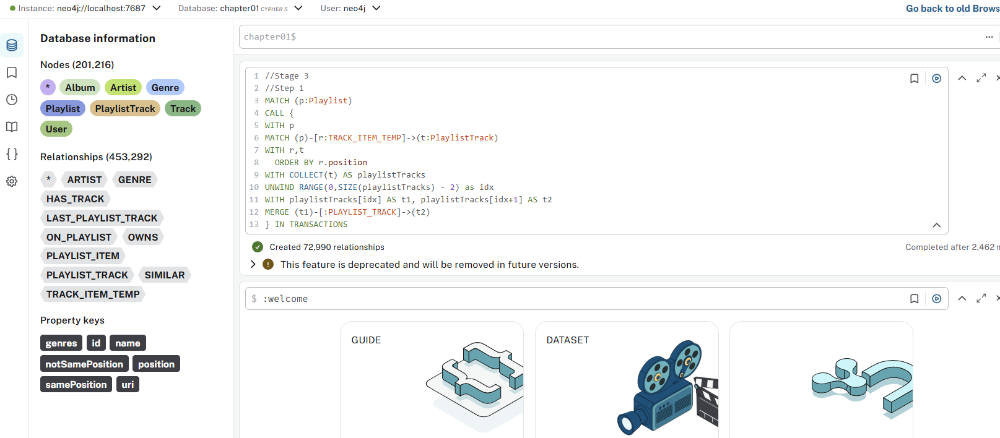 Instance: neo4j://localhost:7687 Database: chapter01 CYPHER 5 User: neo4j Go back to old Brows
Database information
Nodes (201,216)
* Album Artist Genre
Playlist PlaylistTrack Track
User
Relationships (453,292)
* ARTIST GENRE
HAS_TRACK
LAST_PLAYLIST_TRACK
ON_PLAYLIST OWNS
PLAYLIST_ITEM
PLAYLIST_TRACK SIMILAR
TRACK_ITEM_TEMP
Property keys
genres id name
notSamePosition position
samePosition uri
chapter01$
1 //Stage 3
2 //Step 1
3 MATCH (p:Playlist)
4 CALL {
5 WITH p
6 MATCH (p)-[r:TRACK_ITEM_TEMP]->(t:PlaylistTrack)
7 WITH r,t
8   ORDER BY r.position
9 WITH COLLECT(t) AS playlistTracks
10 UNWIND RANGE(0,SIZE(playlistTracks) - 2) as idx
11 WITH playlistTracks[idx] AS t1, playlistTracks[idx+1] AS t2
12 MERGE (t1)-[:PLAYLIST_TRACK]->(t2)
13 } IN TRANSACTIONS
Created 72,990 relationships Completed after 2,462 m
This feature is deprecated and will be removed in future versions.
$ :welcome
GUIDE
DATASET